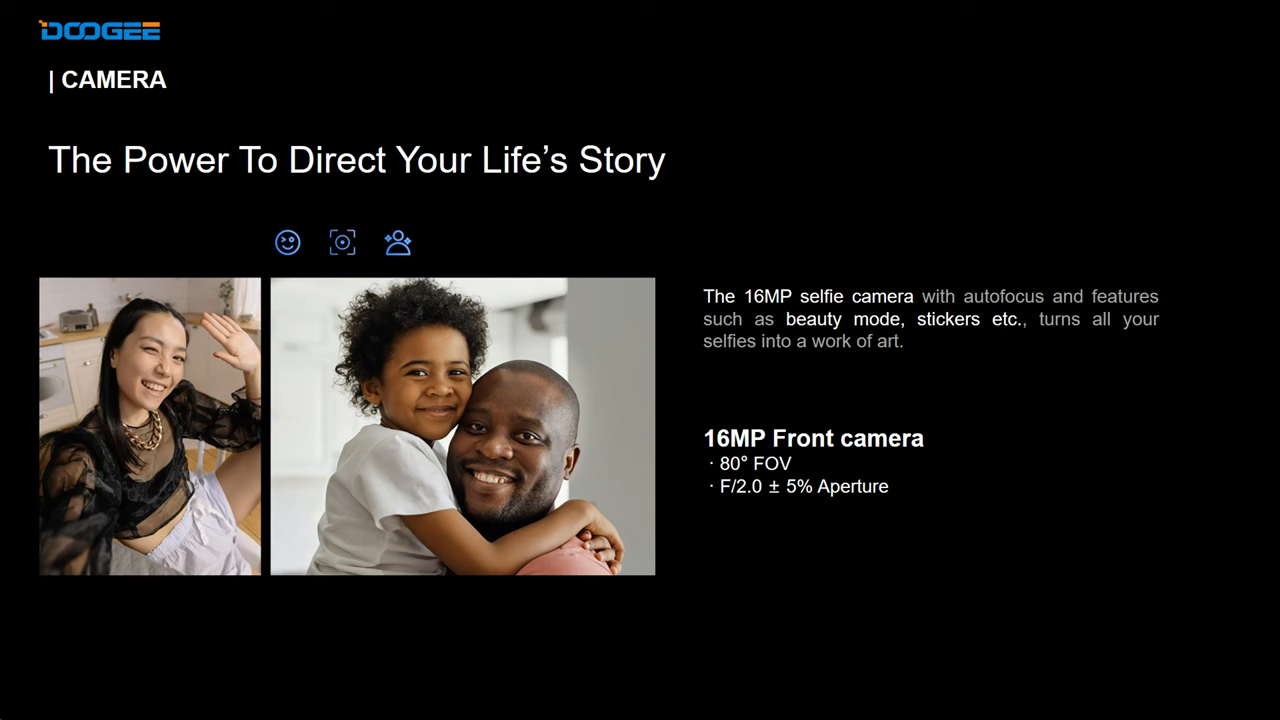 DOOGEE
| CAMERA
The Power To Direct Your Life’s Story
The 16MP selfie camera with autofocus and features
such as beauty mode, stickers etc., turns all your
selfies into a work of art.
16MP Front camera
· 80° FOV
· F/2.0 ± 5% Aperture